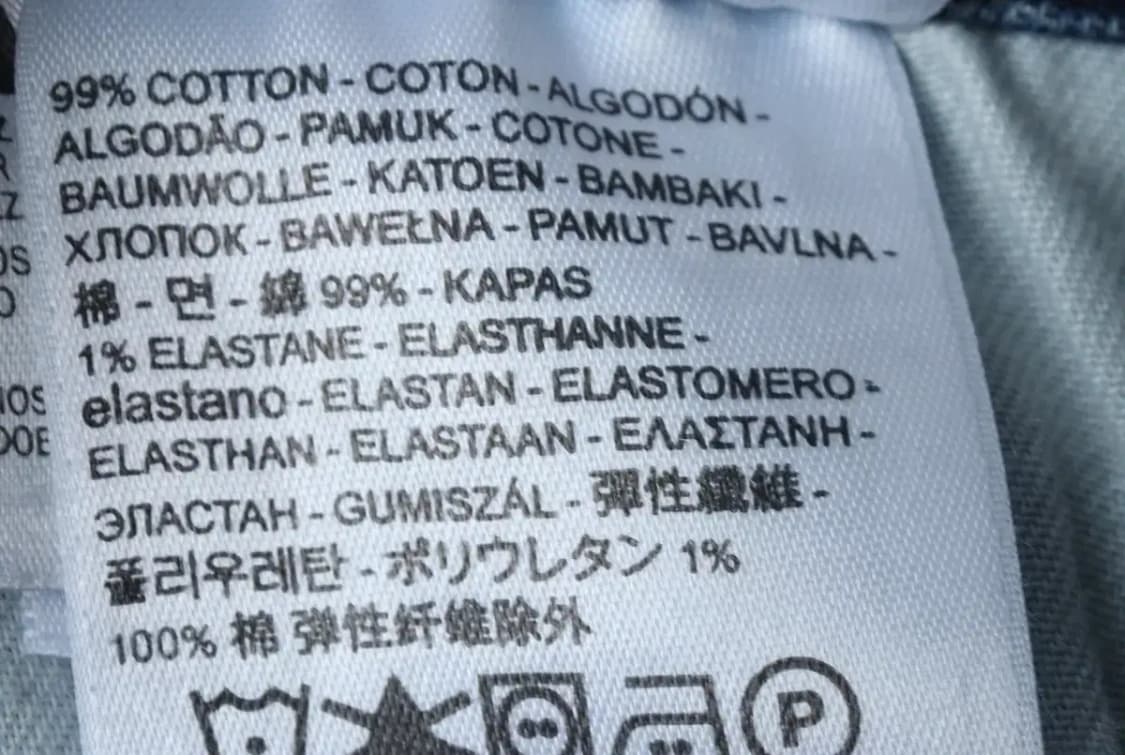 99% COTTON - COTON - ALGODÓN -
ALGODÃO - PAMUK - COTONE -
BAUMWOLLE - KATOEN - BAMBAKI -
ХЛОПОК - BAWEŁNA - PAMUT - BAVLNA -
棉 - 면 - 綿 99% - KAPAS
1% ELASTANE - ELASTHANNE -
elastano - ELASTAN - ELASTOMERO -
ELASTHAN - ELASTAAN - ΕΛΑΣΤΑΝΗ -
ЭЛАСТАН - GUMISZÁL - 彈性纖維 -
폴리우레탄 - ポリウレタン 1%
100% 棉 弹性纤维除外
P